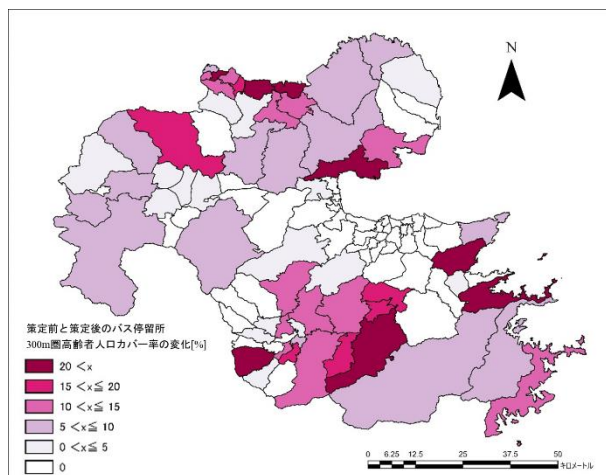 N
策定前と策定後のバス停留所
300m圏高齢者人口カバー率の変化[%]
20 <x
15 <x≦ 20
10 <x≦ 15
5 <x≦ 10
0 <x≦5
0
0 6.25 12.5 25 37.5 50
キロメートル